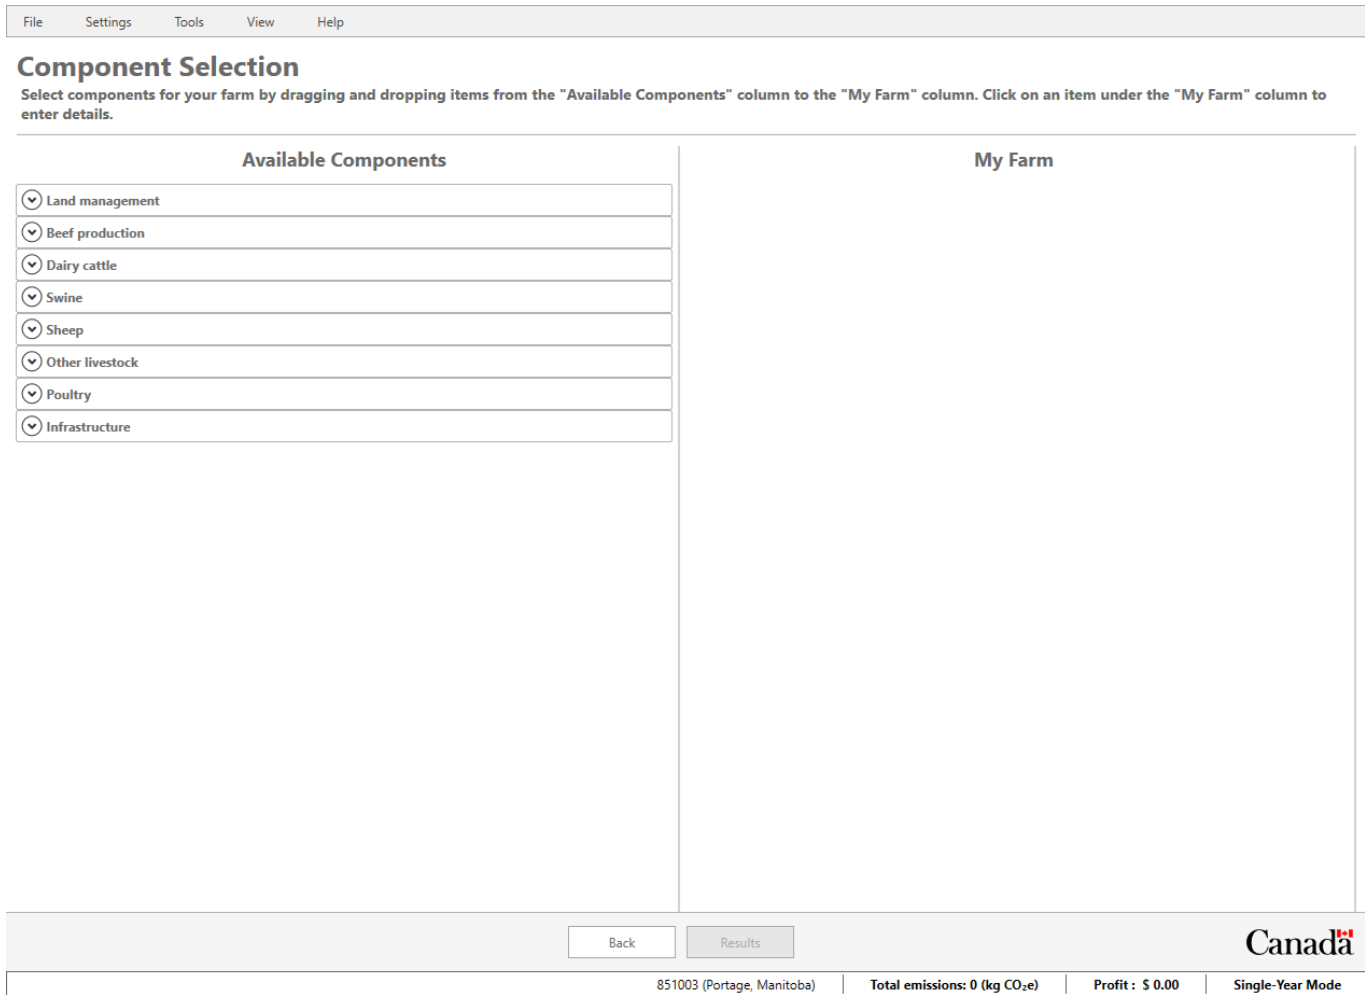 File Settings Tools View Help
Component Selection
Select components for your farm by dragging and dropping items from the "Available Components" column to the "My Farm" column. Click on an item under the "My Farm" column to
enter details.
Available Components
My Farm
Land management
Beef production
Dairy cattle
Swine
Sheep
Other livestock
Poultry
Infrastructure
Back
Results
Canada
851003 (Portage, Manitoba) Total emissions: 0 (kg CO₂e) Profit : $ 0.00 Single-Year Mode